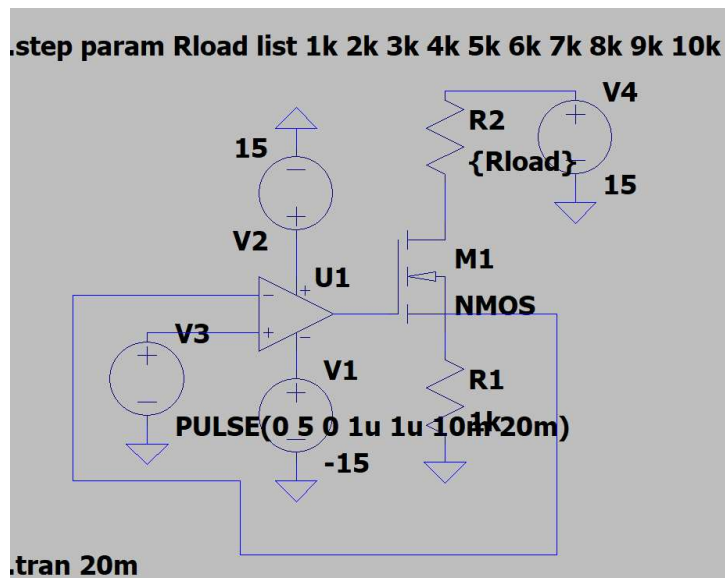 .step param Rload list 1k 2k 3k 4k 5k 6k 7k 8k 9k 10k
V4
R2
15
{Rload}
15
V2
M1
U1
NMOS
V3
V1
R1
1k
PULSE(0 5 0 1u 1u 10m 20m)
-15
.tran 20m